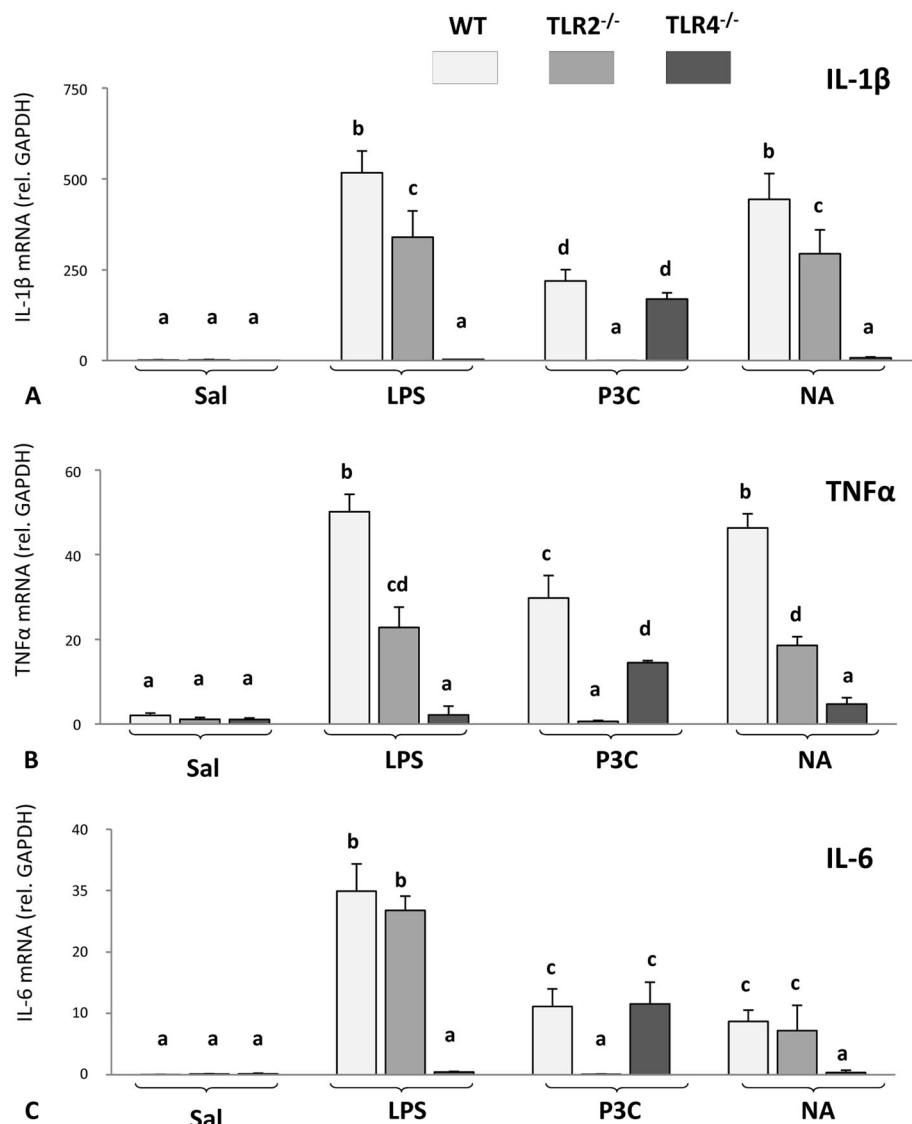 WT TLR2-/- TLR4-/-
IL-1β
IL-1β mRNA (rel. GAPDH)
750
500
250
0
b
c
b
c
d
d
a a a
a
a
a
A
Sal LPS P3C NA
TNFα
TNFα mRNA (rel. GAPDH)
60
40
20
0
b
cd
c
b
d
d
a a a
a
a
a
B
Sal LPS P3C NA
IL-6
IL-6 mRNA (rel. GAPDH)
40
35
20
10
0
b
b
c
c
c c
a a a
a
a
a
C
Sal LPS P3C NA